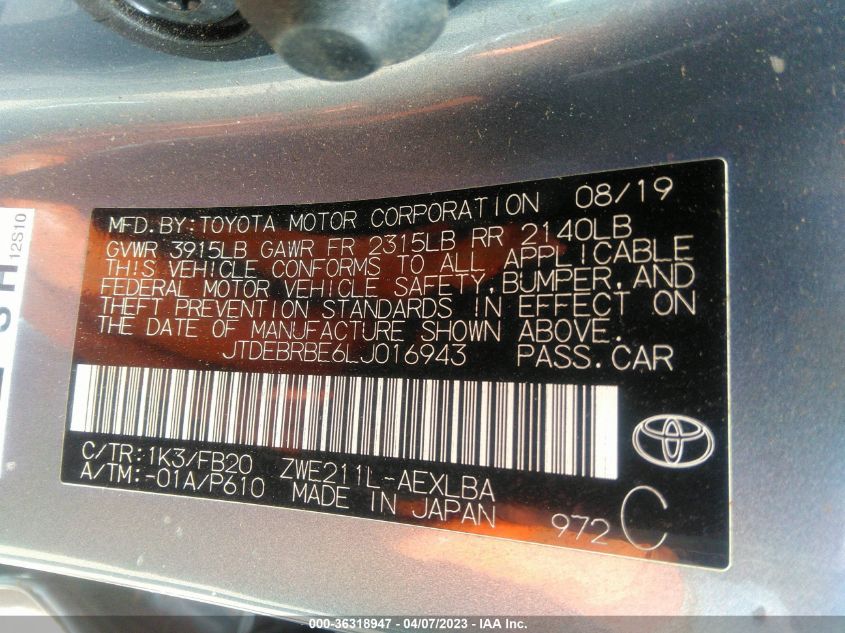 MFD.BY:TOYOTA MOTOR CORPORATION 08/19
GVWR 3915LB GAWR FR 2315LB RR 2140LB
THIS VEHICLE CONFORMS TO ALL APPLICABLE
FEDERAL MOTOR VEHICLE SAFETY,BUMPER,AND
THEFT PREVENTION STANDARDS IN EFFECT ON
THE DATE OF MANUFACTURE SHOWN ABOVE.
JTDEBRBE6LJ016943 PASS.CAR
C/TR:1K3/FB20 ZWE211L-AEXLBA
A/TM:-01A/P610 MADE IN JAPAN
972 C
12S10
000-36318947 - 04/07/2023 - IAA Inc.